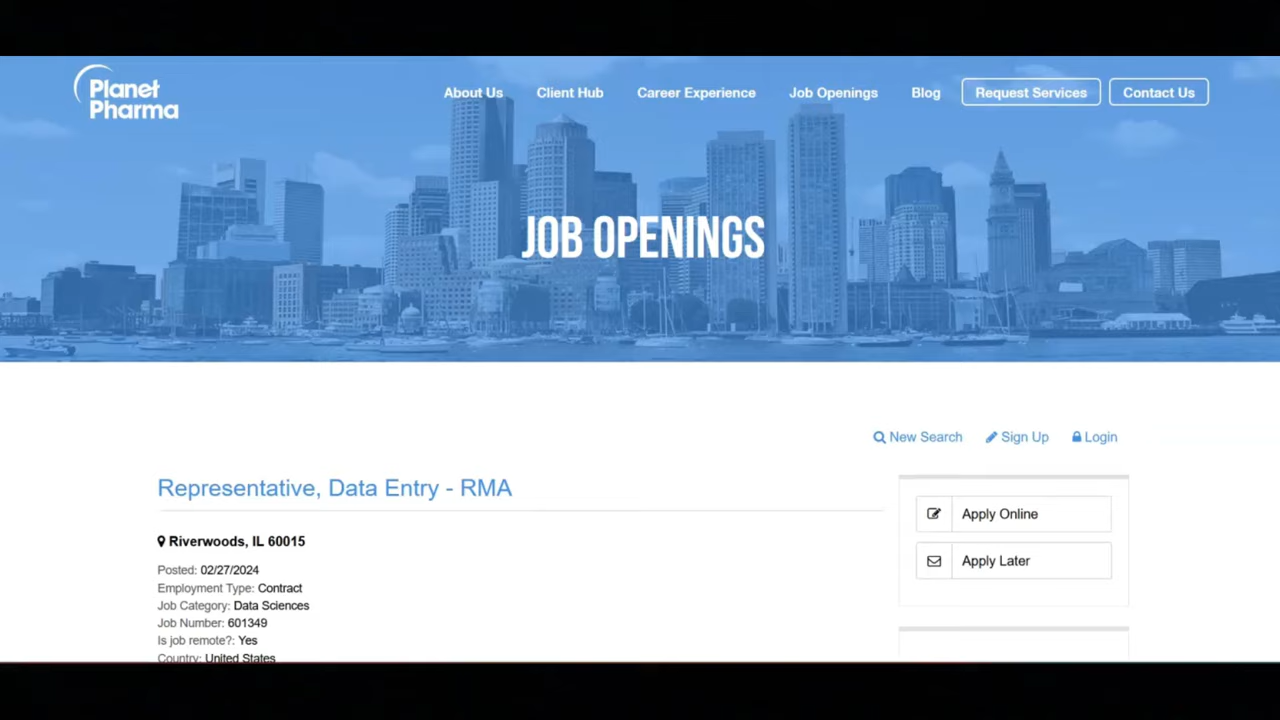 Planet
Pharma
About Us
Client Hub
Career Experience
Job Openings
Blog
Request Services
Contact Us
JOB OPENINGS
New Search
Sign Up
Login
Representative, Data Entry - RMA
Apply Online
Apply Later
Riverwoods, IL 60015
Posted: 02/27/2024
Employment Type: Contract
Job Category: Data Sciences
Job Number: 601349
Is job remote?: Yes
Country: United States